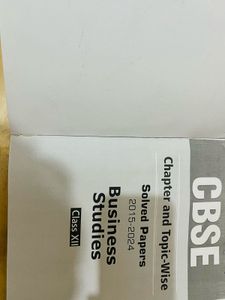 CBSE
Chapter and Topic-Wise
Solved Papers
2015-2024
Business
Studies
Class XII